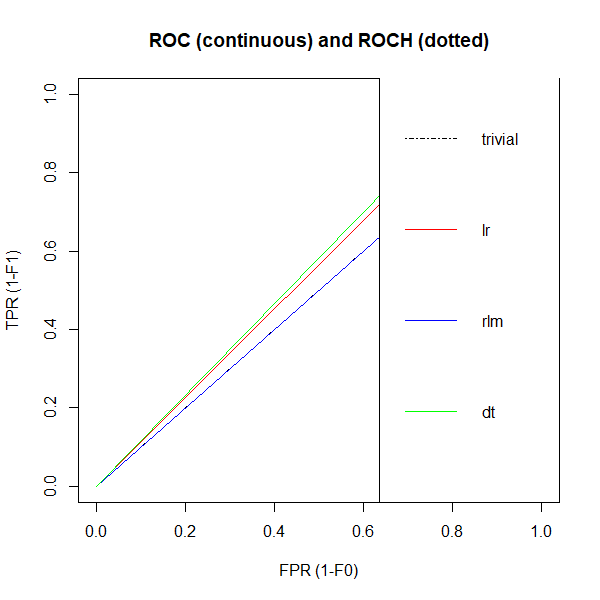 ROC (continuous) and ROCH (dotted)
TPR (1-F1)
1.0
0.8
0.6
0.4
0.2
0.0
trivial
lr
rlm
dt
0.0 0.2 0.4 0.6 0.8 1.0
FPR (1-F0)